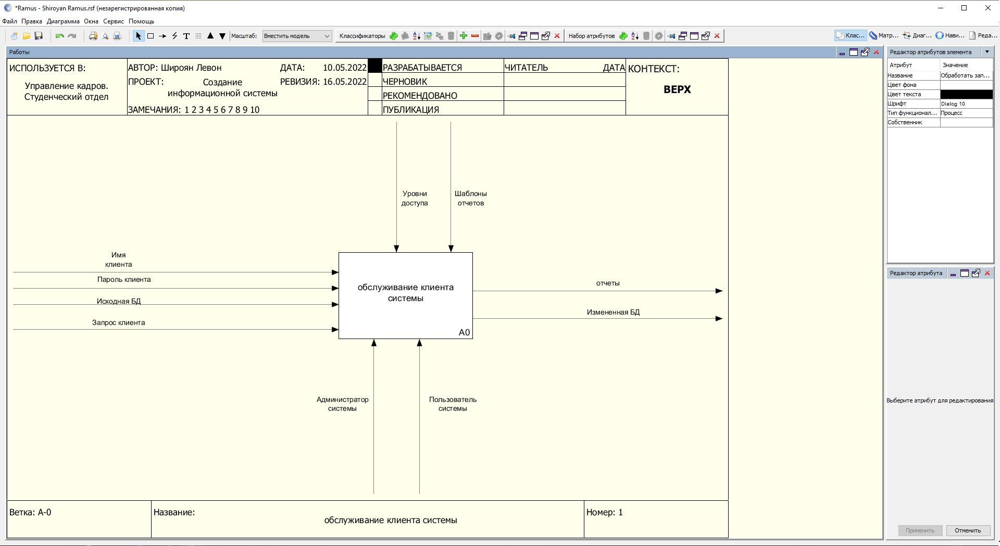 *Ramus - Shiroyan Ramus.rsf (незарегистрированная копия)
Файл Правка Диаграмма Окна Сервис Помощь
Масштаб: Вместить модель Классификаторы Набор атрибутов Клас... Матр... Диаг... Нави... Реда...
Работы
ИСПОЛЬЗУЕТСЯ В:
Управление кадров.
Студенческий отдел
АВТОР: Широян Левон
ДАТА: 10.05.2022
ПРОЕКТ: Создание
информационной системы
РЕВИЗИЯ: 16.05.2022
ЗАМЕЧАНИЯ: 1 2 3 4 5 6 7 8 9 10
РАЗРАБАТЫВАЕТСЯ
ЧЕРНОВИК
РЕКОМЕНДОВАНО
ПУБЛИКАЦИЯ
ЧИТАТЕЛЬ ДАТА
КОНТЕКСТ:
ВЕРХ
Уровни
доступа
Шаблоны
отчетов
Имя
клиента
Пароль клиента
Исходная БД
Запрос клиента
обслуживание клиента
системы
A0
отчеты
Измененная БД
Администратор
системы
Пользователь
системы
Ветка: A-0
Название:
обслуживание клиента системы
Номер: 1
Редактор атрибутов элемента
Атрибут Значение
Название Обработать зап...
Цвет фона
Цвет текста
Шрифт Dialog 10
Тип функционал... Процесс
Собственник
Редактор атрибута
Выберите атрибут для редактирования
Применить Отменить